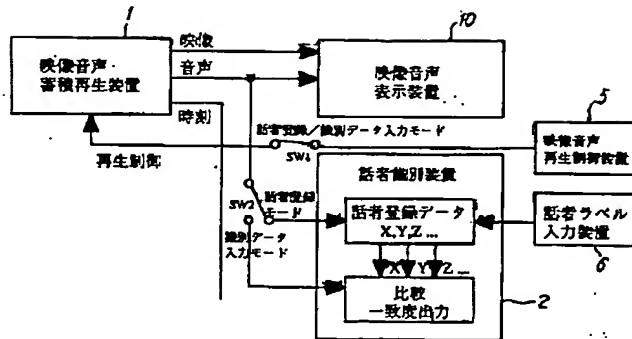 1
映像音声
蓄積再生装置
映像
音声
時刻
10
映像音声
表示装置
話者登録/識別データ入力モード
SW1
再生制御
5
映像音声
再生制御装置
SW2
話者登録
モード
識別データ
入力モード
話者識別装置
話者登録データ
X,Y,Z ...
X Y Z ...
比較
一致度出力
2
話者ラベル
入力装置
6